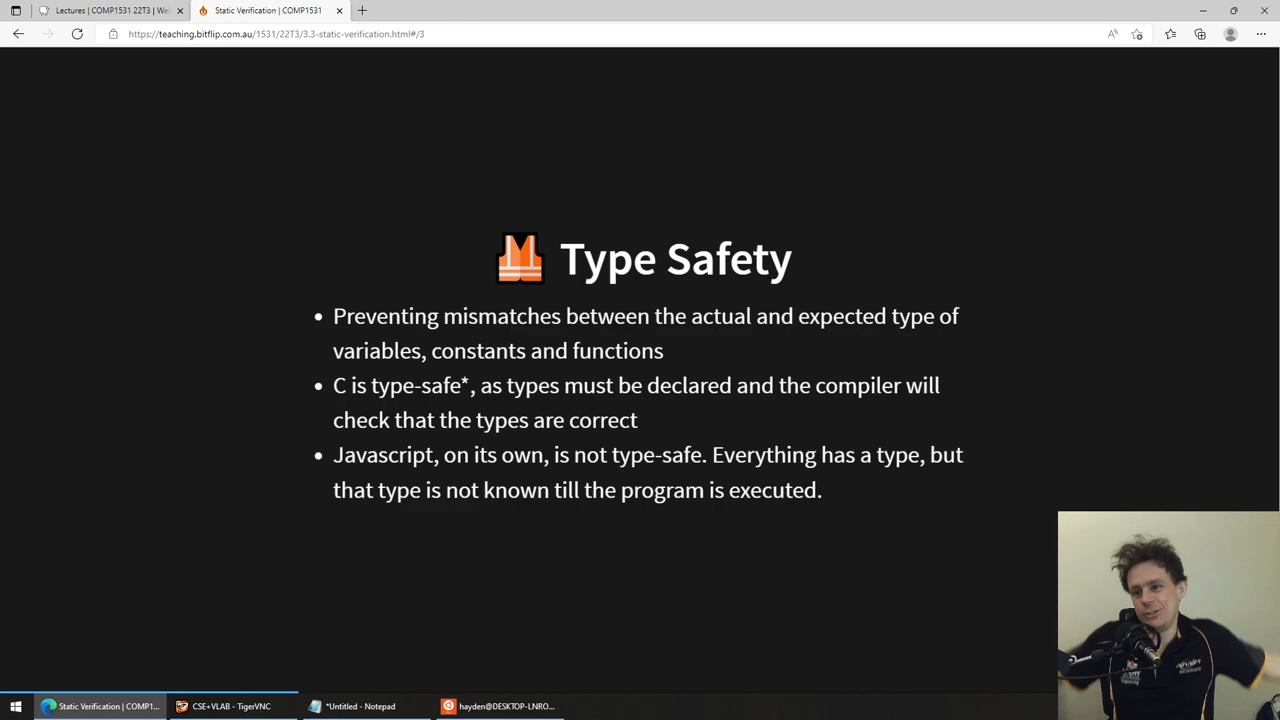 Lectures | COMP1531 22T3 | We
Static Verification | COMP1531
https://teaching.bitflip.com.au/1531/22T3/3.3-static-verification.html#/3
Type Safety
• Preventing mismatches between the actual and expected type of
variables, constants and functions
• C is type-safe*, as types must be declared and the compiler will
check that the types are correct
• Javascript, on its own, is not type-safe. Everything has a type, but
that type is not known till the program is executed.
Static Verification | COMP1...
CSE+VLAB - TigerVNC
*Untitled - Notepad
hayden@DESKTOP-LNRO...